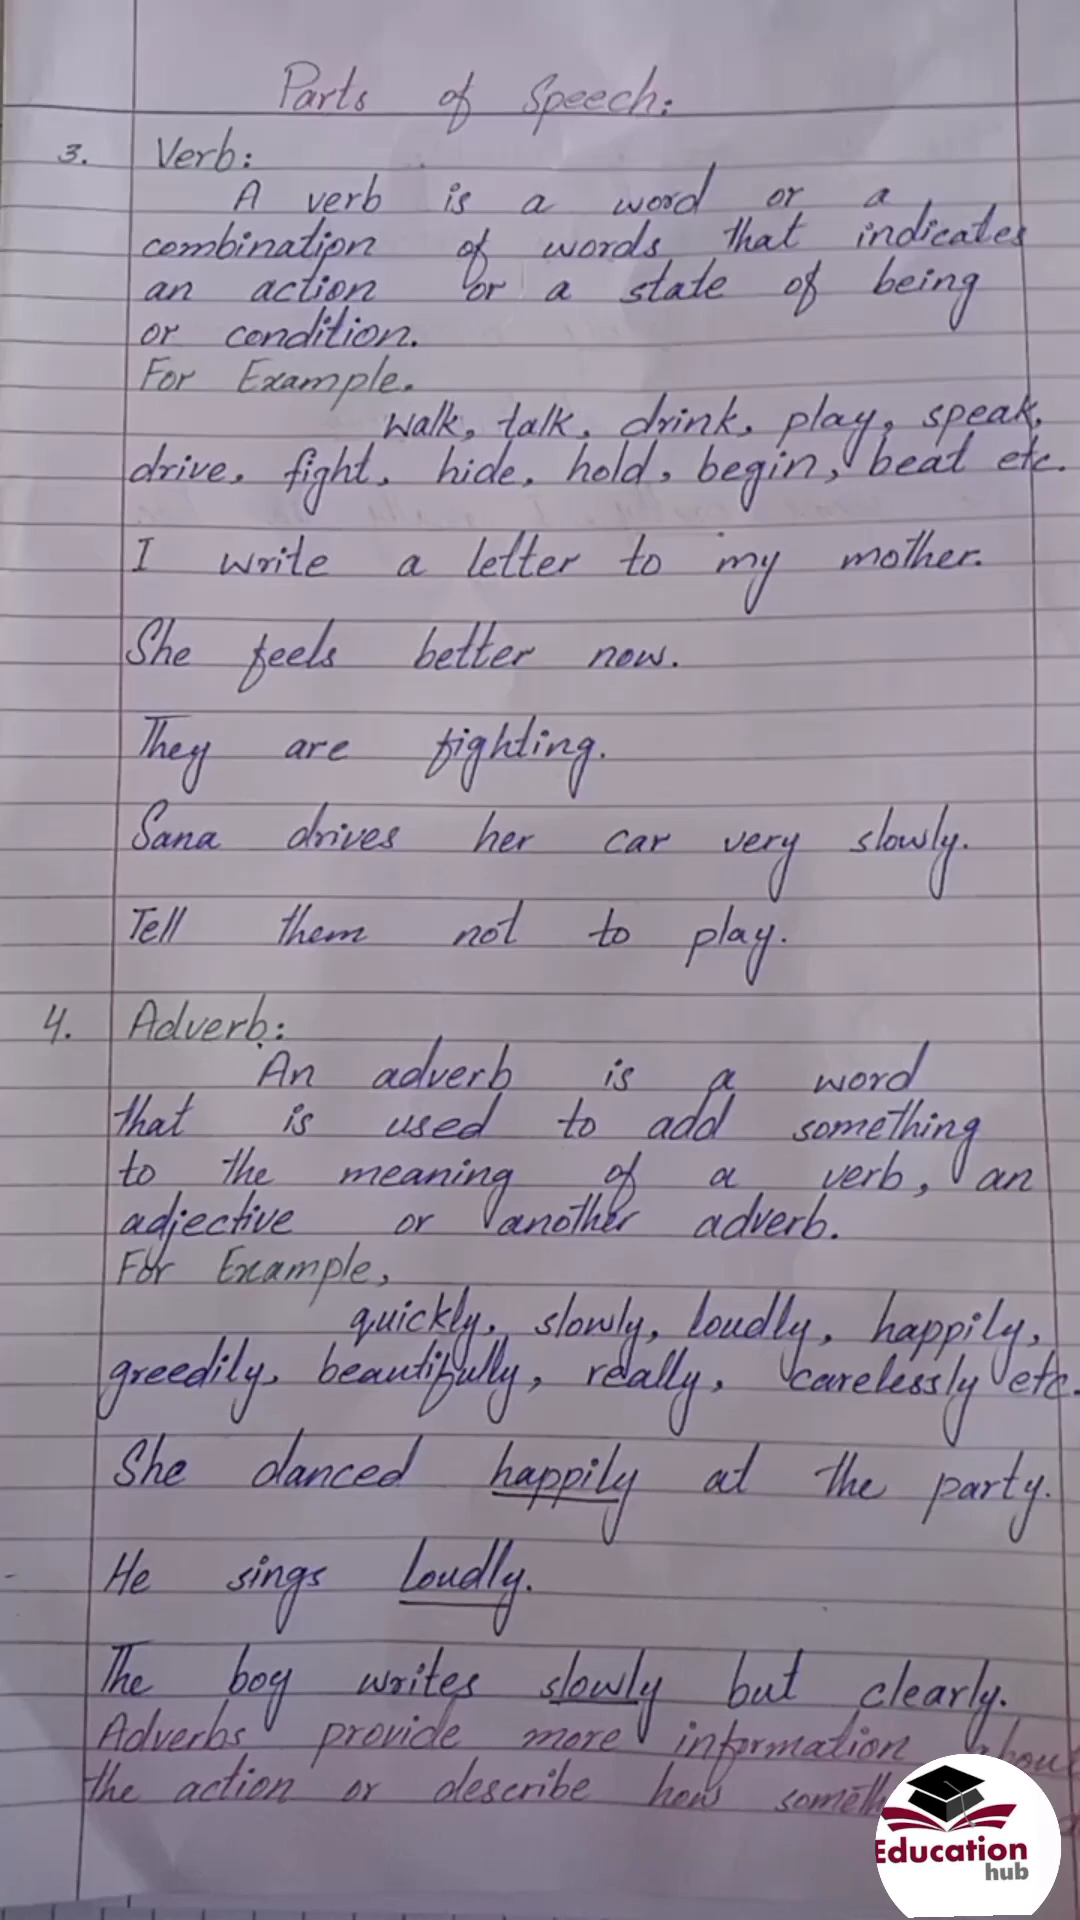 Parts of Speech:
3. Verb:
A verb is a word or a
combination of words that indicates
an action or a state of being
or condition.
For Example.
walk, talk, drink, play, speak,
drive, fight, hide, hold, begin, beat etc.
I write a letter to my mother.
She feels better now.
They are fighting.
Sana drives her car very slowly.
Tell them not to play.
4. Adverb:
An adverb is a word
that is used to add something
to the meaning of a verb, an
adjective or another adverb.
For Example,
quickly, slowly, loudly, happily,
greedily, beautifully, really, carelessly etc.
She danced happily at the party.
He sings loudly.
The boy writes slowly but clearly.
Adverbs provide more information
the action or describe how
Education
hub